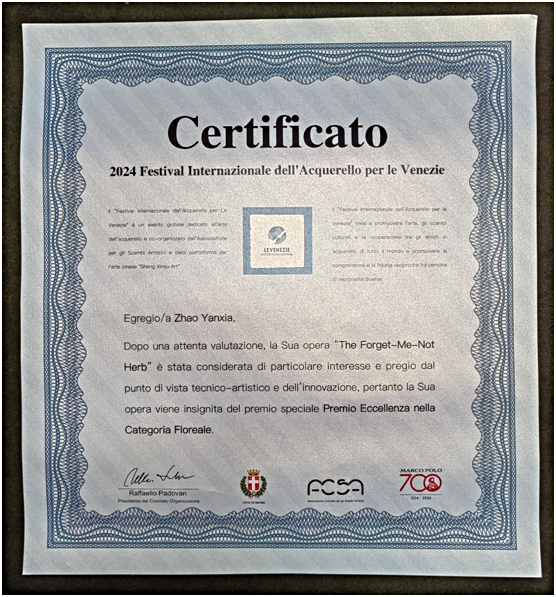 Certificato
2024 Festival Internazionale dell'Acquerello per le Venezie
Il "Festival Internazionale dell'Acquerello per Le
Venezie" è un evento globale dedicato all'arte
dell'acquerello e co-organizzato dall'Associazione
per gli Scambi Artistici e dalla piattaforma per
l'arte cinese "Sheng Xinyu Art"
LEVENEZIE
Il "Festival Internazionale dell'Acquerello per le
Venezie" mira a promuovere l'arte, gli scambi
culturali e la cooperazione tra gli artisti in
acquerello di tutto il mondo e promuovere la
comprensione e la fiducia reciproche tra persone
di nazionalità diverse
Egregio/a Zhao Yanxia,
Dopo una attenta valutazione, la Sua opera "The Forget-Me-Not
Herb" è stata considerata di particolare interesse e pregio dal
punto di vista tecnico-artistico e dell'innovazione, pertanto la Sua
opera viene insignita del premio speciale Premio Eccellenza nella
Categoria Floreale.
Raffaello Padovan
Presidente del Comitato Organizzatore
ACSA
MARCO POLO
700
1324 - 2024